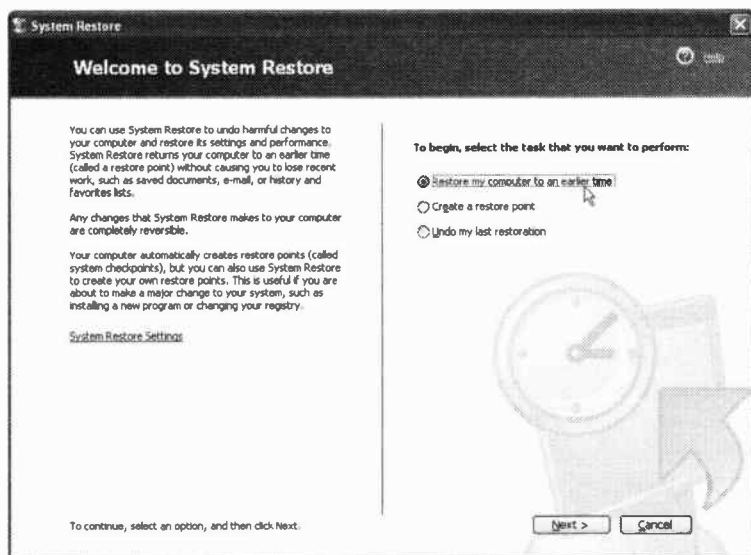 System Restore
Welcome to System Restore
Help
You can use System Restore to undo harmful changes to
your computer and restore its settings and performance.
System Restore returns your computer to an earlier time
(called a restore point) without causing you to lose recent
work, such as saved documents, e-mail, or history and
favorites lists.
Any changes that System Restore makes to your computer
are completely reversible.
Your computer automatically creates restore points (called
system checkpoints), but you can also use System Restore
to create your own restore points. This is useful if you are
about to make a major change to your system, such as
installing a new program or changing your registry.
System Restore Settings
To begin, select the task that you want to perform:
Restore my computer to an earlier time
Create a restore point
Undo my last restoration
To continue, select an option, and then click Next.
Next >
Cancel